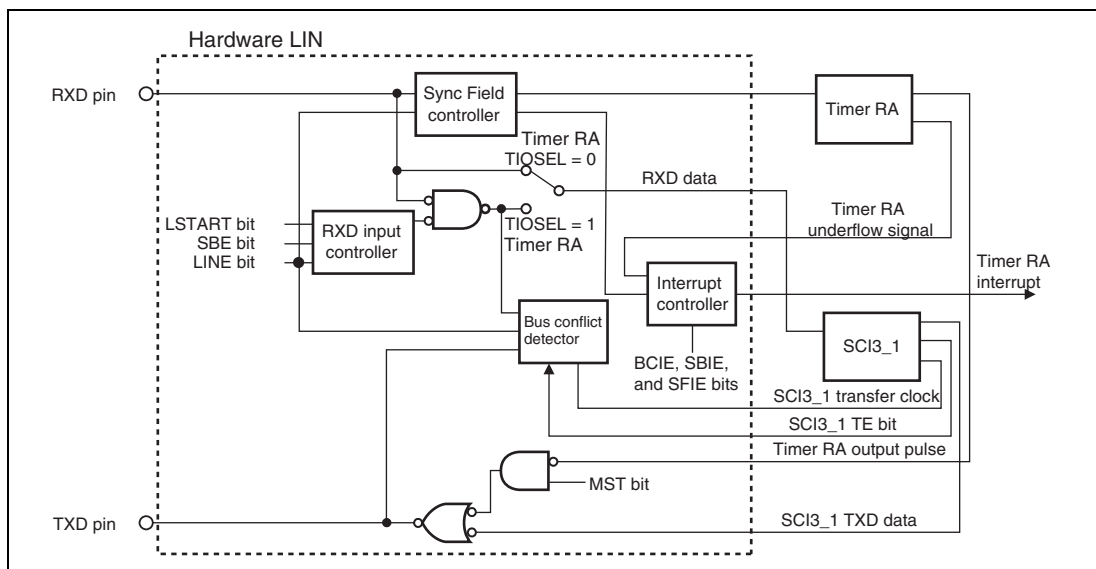 Hardware LIN
RXD pin
Sync Field
controller
Timer RA
Timer RA
TIOSEL = 0
RXD data
LSTART bit
SBE bit
LINE bit
RXD input
controller
TIOSEL = 1
Timer RA
Timer RA
underflow signal
Interrupt
controller
Timer RA
interrupt
Bus conflict
detector
BCIE, SBIE,
and SFIE bits
SCI3_1
SCI3_1 transfer clock
SCI3_1 TE bit
Timer RA output pulse
MST bit
TXD pin
SCI3_1 TXD data